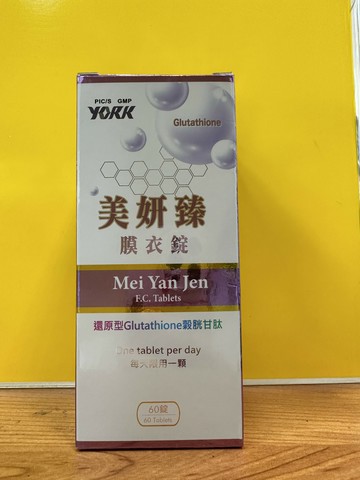 PIC/S GMP
YORK
Glutathione
美妍臻
膜衣錠
Mei Yan Jen
F.C. Tablets
還原型Glutathione穀胱甘肽
One tablet per day
每天服用一顆
60錠
60 Tablets